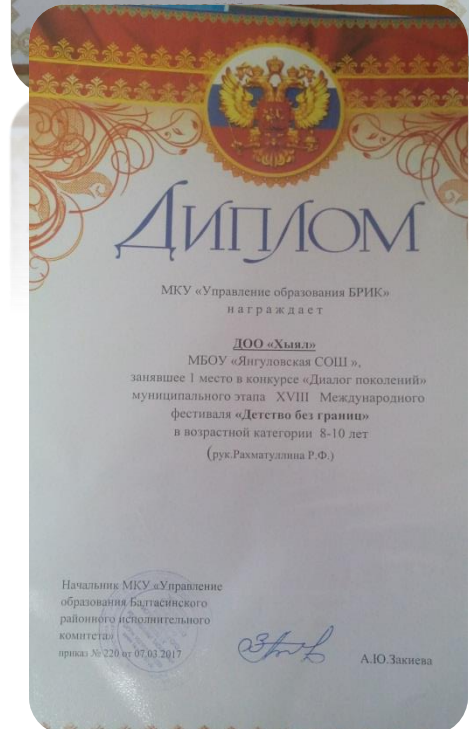 ДИПЛОМ
МКУ «Управление образования БРИК»
награждает
ДОО «Хыял»
МБОУ «Янгуловская СОШ »,
занявшее 1 место в конкурсе «Диалог поколений»
муниципального этапа XVIII Международного
фестиваля «Детство без границ»
в возрастной категории 8-10 лет
(рук.Рахматуллина Р.Ф.)
Начальник МКУ «Управление
образования Балтасинского
районного исполнительного
комитета»
приказ № 220 от 07.03.2017
А.Ю.Закиева